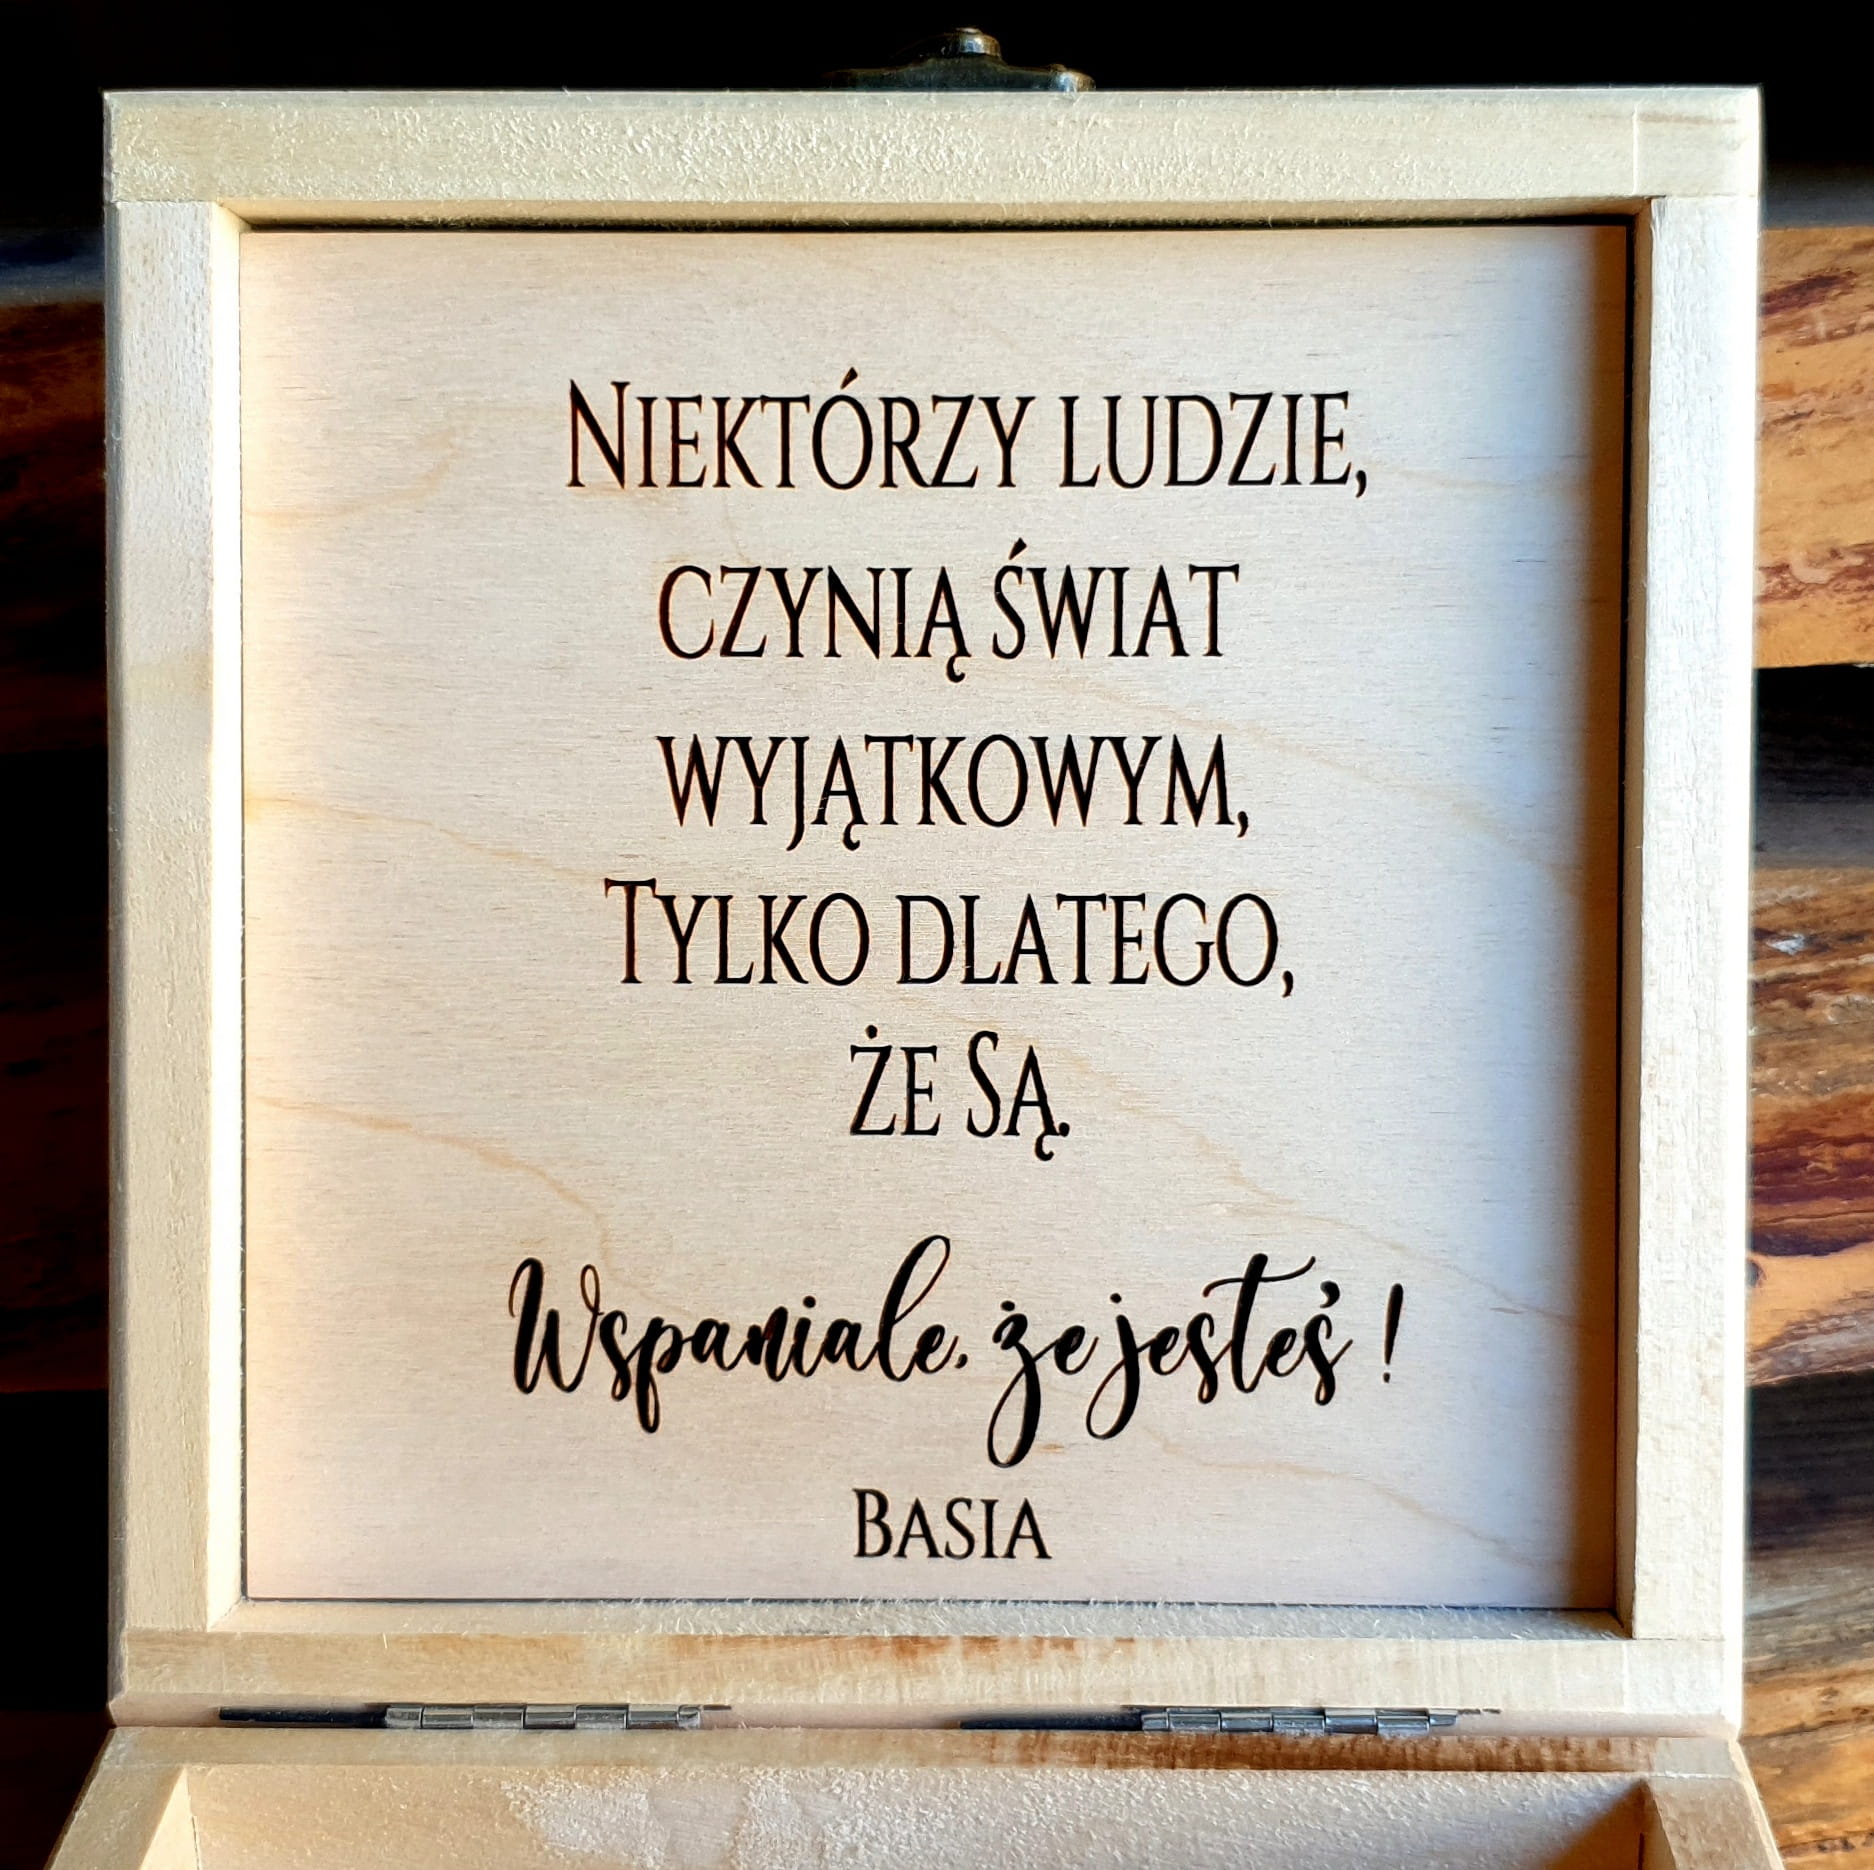 Niektórzy ludzie,
czynią świat
wyjątkowym,
Tylko dlatego,
że Są.
Wspaniale, że jesteś !
Basia